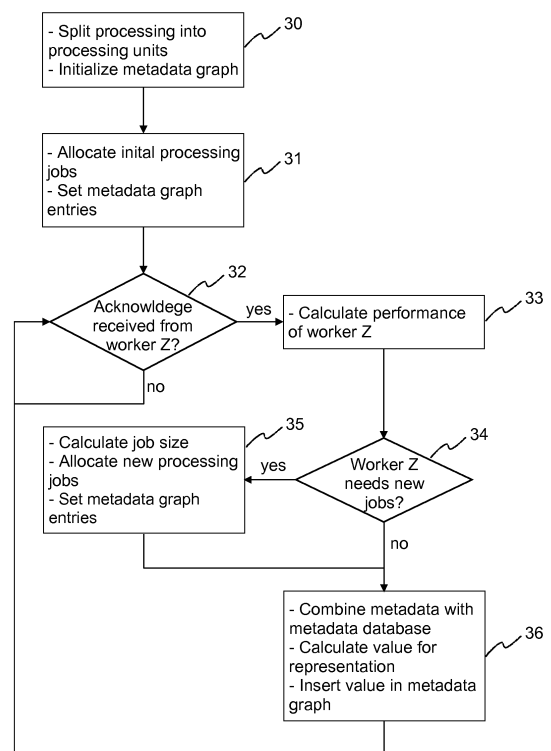 - Split processing into
processing units
- Initialize metadata graph
30
- Allocate inital processing
jobs
- Set metadata graph
entries
31
Acknowldege
received from
worker Z?
32
yes
no
- Calculate performance
of worker Z
33
Worker Z
needs new
jobs?
34
yes
no
- Calculate job size
- Allocate new processing
jobs
- Set metadata graph
entries
35
- Combine metadata with
metadata database
- Calculate value for
representation
- Insert value in metadata
graph
36